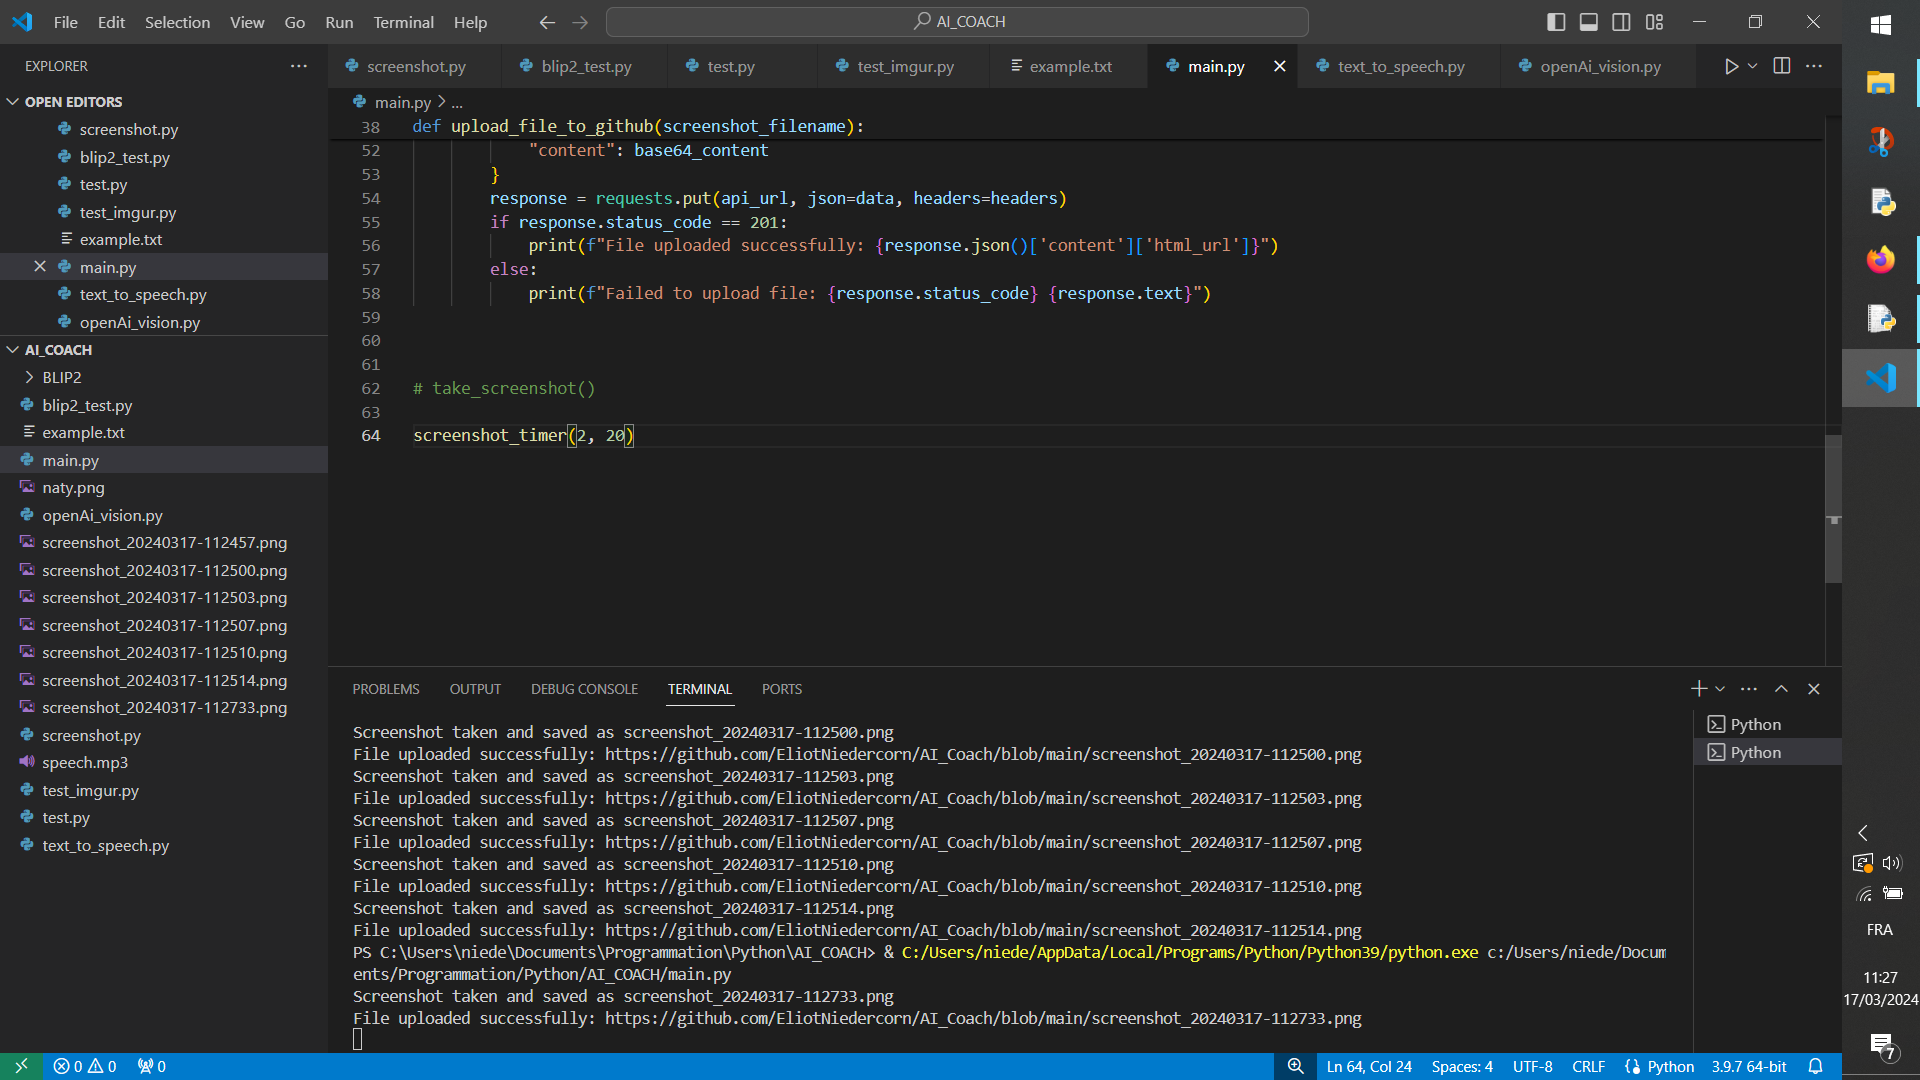 File Edit Selection View Go Run Terminal Help
AI_COACH
EXPLORER
OPEN EDITORS
screenshot.py
blip2_test.py
test.py
test_imgur.py
example.txt
main.py
text_to_speech.py
openAi_vision.py
AI_COACH
BLIP2
blip2_test.py
example.txt
main.py
naty.png
openAi_vision.py
screenshot_20240317-112457.png
screenshot_20240317-112500.png
screenshot_20240317-112503.png
screenshot_20240317-112507.png
screenshot_20240317-112510.png
screenshot_20240317-112514.png
screenshot_20240317-112733.png
screenshot.py
speech.mp3
test_imgur.py
test.py
text_to_speech.py
screenshot.py blip2_test.py test.py test_imgur.py example.txt main.py text_to_speech.py openAi_vision.py
main.py > ...
38 def upload_file_to_github(screenshot_filename):
52 "content": base64_content
53 }
54 response = requests.put(api_url, json=data, headers=headers)
55 if response.status_code == 201:
56 print(f"File uploaded successfully: {response.json()['content']['html_url']}")
57 else:
58 print(f"Failed to upload file: {response.status_code} {response.text}")
59
60
61
62 # take_screenshot()
63
64 screenshot_timer(2, 20)
PROBLEMS OUTPUT DEBUG CONSOLE TERMINAL PORTS
Screenshot taken and saved as screenshot_20240317-112500.png
File uploaded successfully: https://github.com/EliotNiedercorn/AI_Coach/blob/main/screenshot_20240317-112500.png
Screenshot taken and saved as screenshot_20240317-112503.png
File uploaded successfully: https://github.com/EliotNiedercorn/AI_Coach/blob/main/screenshot_20240317-112503.png
Screenshot taken and saved as screenshot_20240317-112507.png
File uploaded successfully: https://github.com/EliotNiedercorn/AI_Coach/blob/main/screenshot_20240317-112507.png
Screenshot taken and saved as screenshot_20240317-112510.png
File uploaded successfully: https://github.com/EliotNiedercorn/AI_Coach/blob/main/screenshot_20240317-112510.png
Screenshot taken and saved as screenshot_20240317-112514.png
File uploaded successfully: https://github.com/EliotNiedercorn/AI_Coach/blob/main/screenshot_20240317-112514.png
PS C:\Users\niede\Documents\Programmation\Python\AI_COACH> & C:/Users/niede/AppData/Local/Programs/Python/Python39/python.exe c:/Users/niede/Docum
ents/Programmation/Python/AI_COACH/main.py
Screenshot taken and saved as screenshot_20240317-112733.png
File uploaded successfully: https://github.com/EliotNiedercorn/AI_Coach/blob/main/screenshot_20240317-112733.png
Python
Python
0 0 0
Ln 64, Col 24 Spaces: 4 UTF-8 CRLF {} Python 3.9.7 64-bit
FRA
11:27
17/03/2024
7